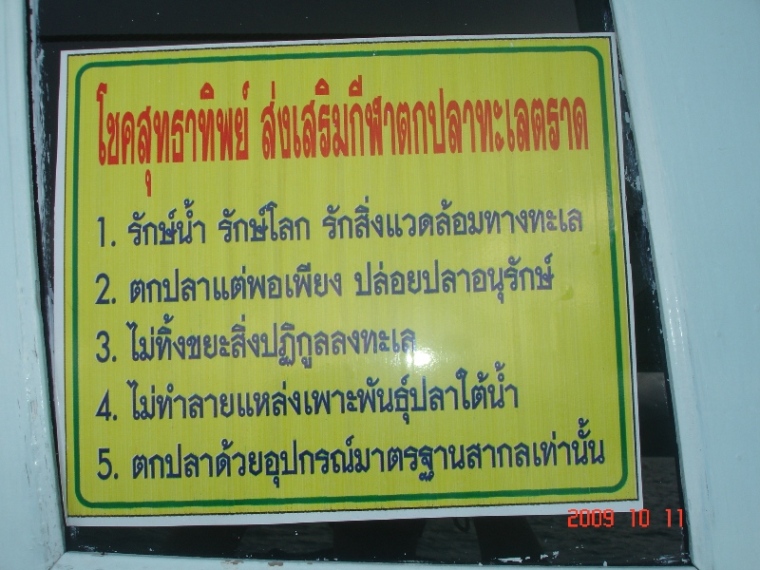 โชคสุทธาทิพย์ ส่งเสริมกีฬาตกปลาทะเลตราด
1. รักษ์น้ำ รักษ์โลก รักสิ่งแวดล้อมทางทะเล
2. ตกปลาแต่พอเพียง ปล่อยปลาอนุรักษ์
3. ไม่ทิ้งขยะสิ่งปฏิกูลลงทะเล
4. ไม่ทำลายแหล่งเพาะพันธุ์ปลาใต้น้ำ
5. ตกปลาด้วยอุปกรณ์มาตรฐานสากลเท่านั้น
2009 10 11